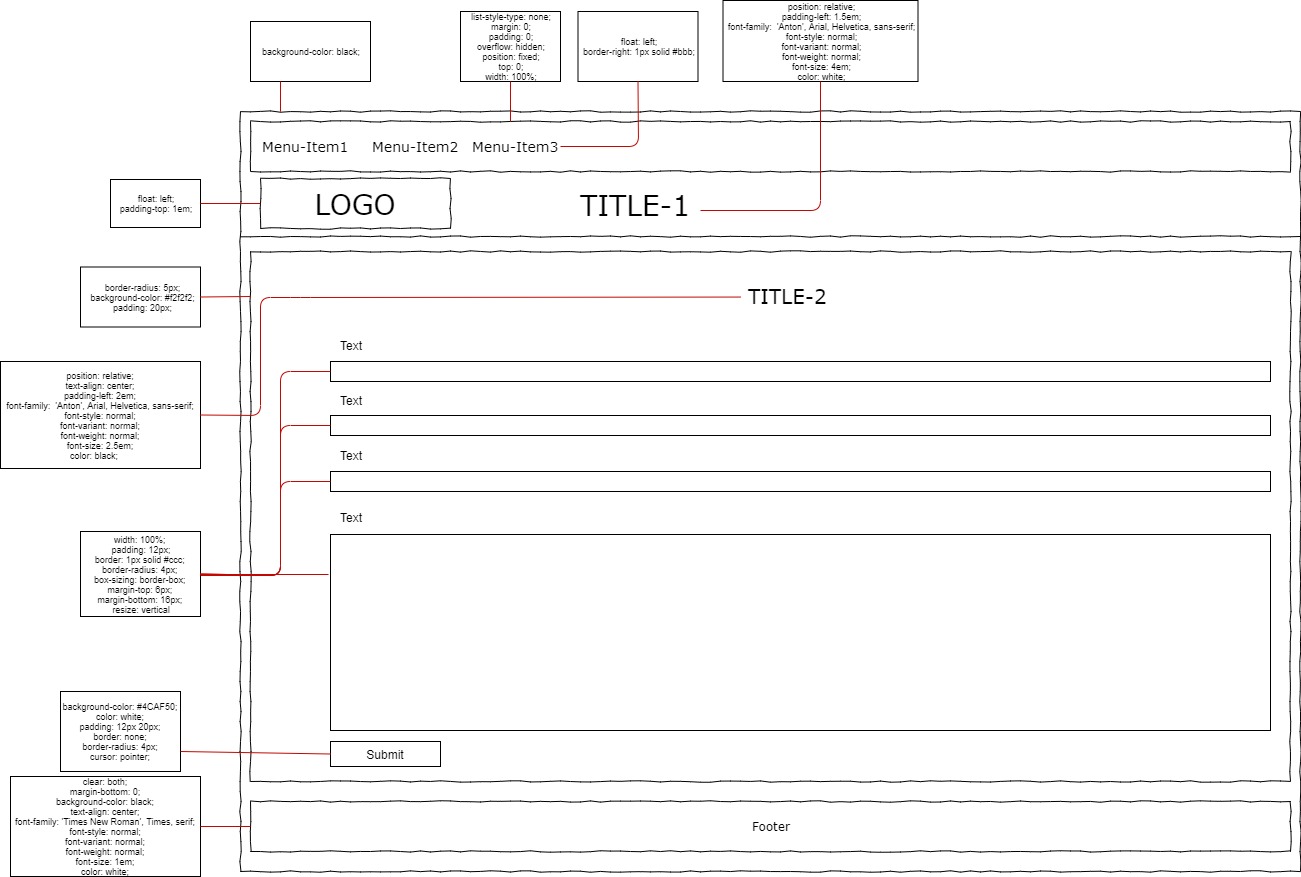 background-color: black;
list-style-type: none;
margin: 0;
padding: 0;
overflow: hidden;
position: fixed;
top: 0;
width: 100%;
float: left;
border-right: 1px solid #bbb;
position: relative;
padding-left: 1.5em;
font-family: 'Anton', Arial, Helvetica, sans-serif;
font-style: normal;
font-variant: normal;
font-weight: normal;
font-size: 4em;
color: white;
Menu-Item1 Menu-Item2 Menu-Item3
float: left;
padding-top: 1em;
LOGO
TITLE-1
border-radius: 5px;
background-color: #f2f2f2;
padding: 20px;
TITLE-2
position: relative;
text-align: center;
padding-left: 2em;
font-family: 'Anton', Arial, Helvetica, sans-serif;
font-style: normal;
font-variant: normal;
font-weight: normal;
font-size: 2.5em;
color: black;
Text
Text
Text
Text
width: 100%;
padding: 12px;
border: 1px solid #ccc;
border-radius: 4px;
box-sizing: border-box;
margin-top: 6px;
margin-bottom: 16px;
resize: vertical
background-color: #4CAF50;
color: white;
padding: 12px 20px;
border: none;
border-radius: 4px;
cursor: pointer;
Submit
clear: both;
margin-bottom: 0;
background-color: black;
text-align: center;
font-family: 'Times New Roman', Times, serif;
font-style: normal;
font-variant: normal;
font-weight: normal;
font-size: 1em;
color: white;
Footer